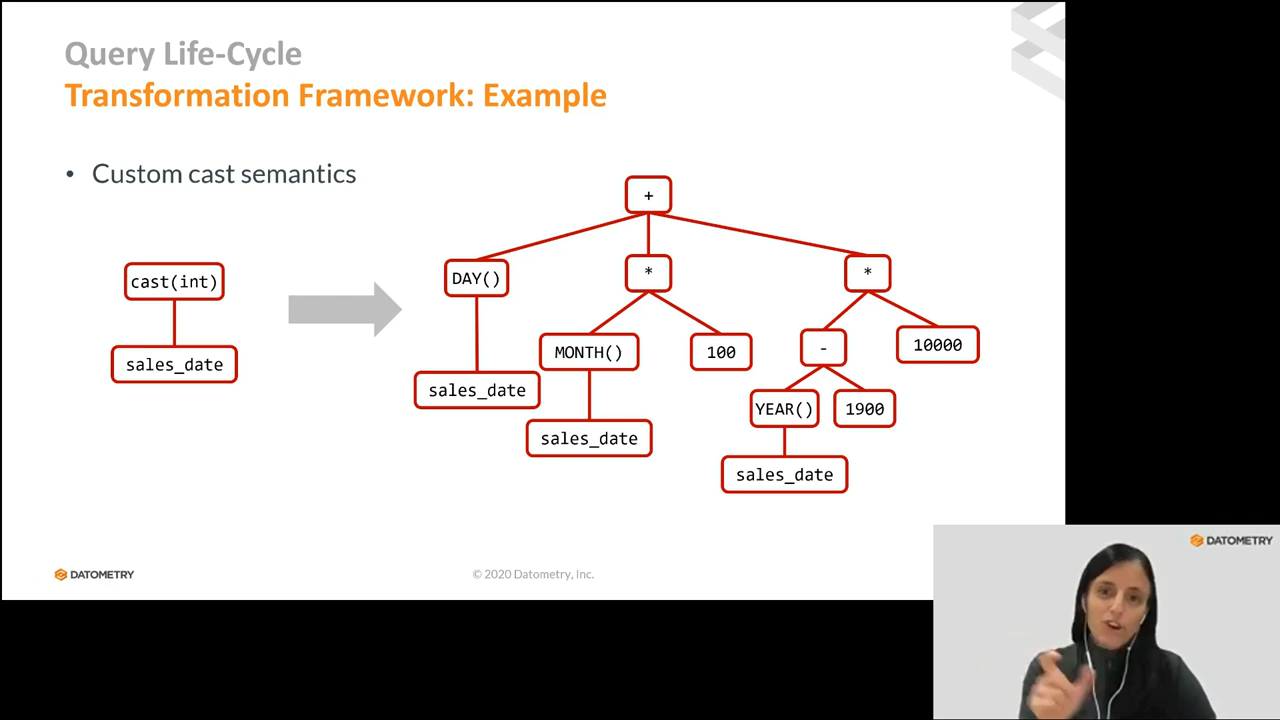 Query Life-Cycle
Transformation Framework: Example
• Custom cast semantics
+
cast(int)
DAY()
*
*
sales_date
MONTH()
100
-
10000
sales_date
YEAR()
1900
sales_date
sales_date
DATOMETRY
© 2020 Datometry, Inc.
DATOMETRY